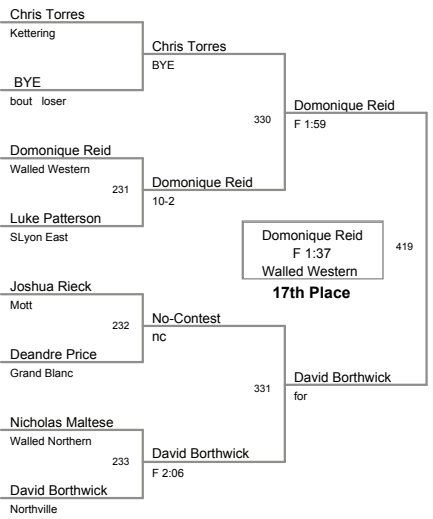 Chris Torres
Kettering
Chris Torres
BYE
BYE
bout loser
330
Domonique Reid
F 1:59
Domonique Reid
Walled Western
231
Domonique Reid
10-2
Luke Patterson
SLyon East
Domonique Reid
F 1:37
Walled Western
419
17th Place
Joshua Rieck
Mott
232
No-Contest
nc
Deandre Price
Grand Blanc
331
David Borthwick
for
Nicholas Maltese
Walled Northern
233
David Borthwick
F 2:06
David Borthwick
Northville